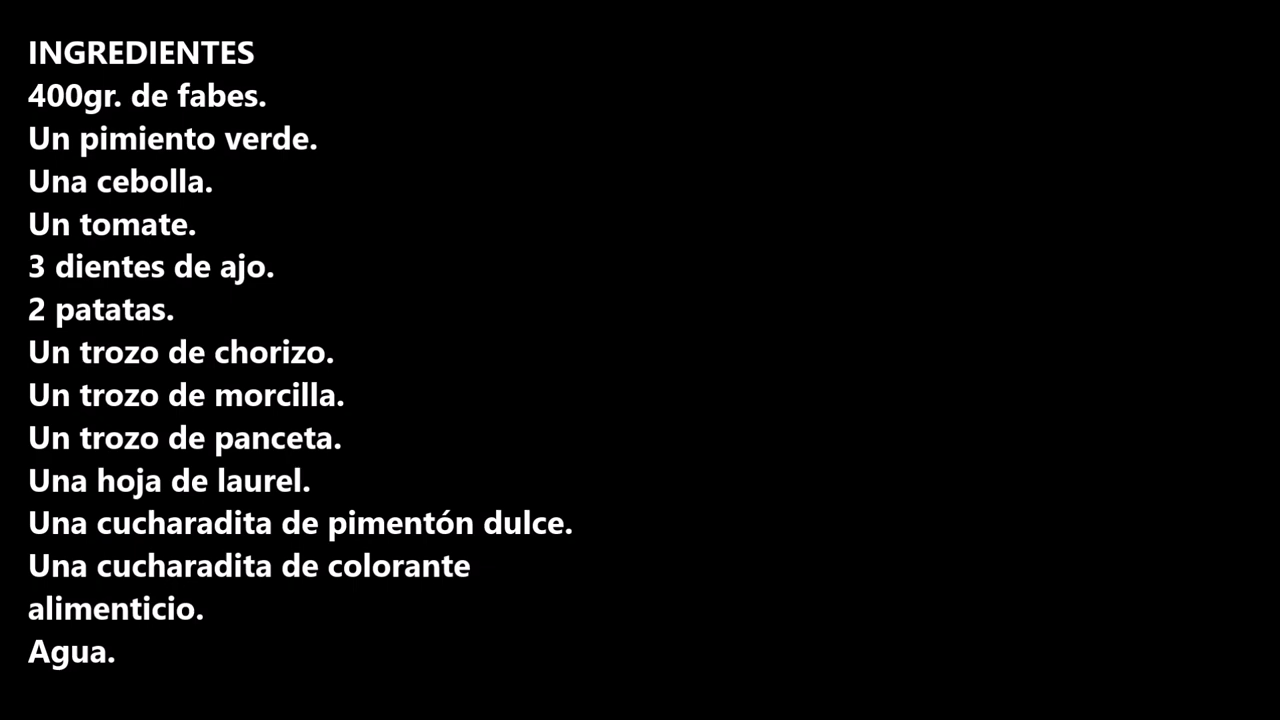 INGREDIENTES
400gr. de fabes.
Un pimiento verde.
Una cebolla.
Un tomate.
3 dientes de ajo.
2 patatas.
Un trozo de chorizo.
Un trozo de morcilla.
Un trozo de panceta.
Una hoja de laurel.
Una cucharadita de pimentón dulce.
Una cucharadita de colorante
alimenticio.
Agua.